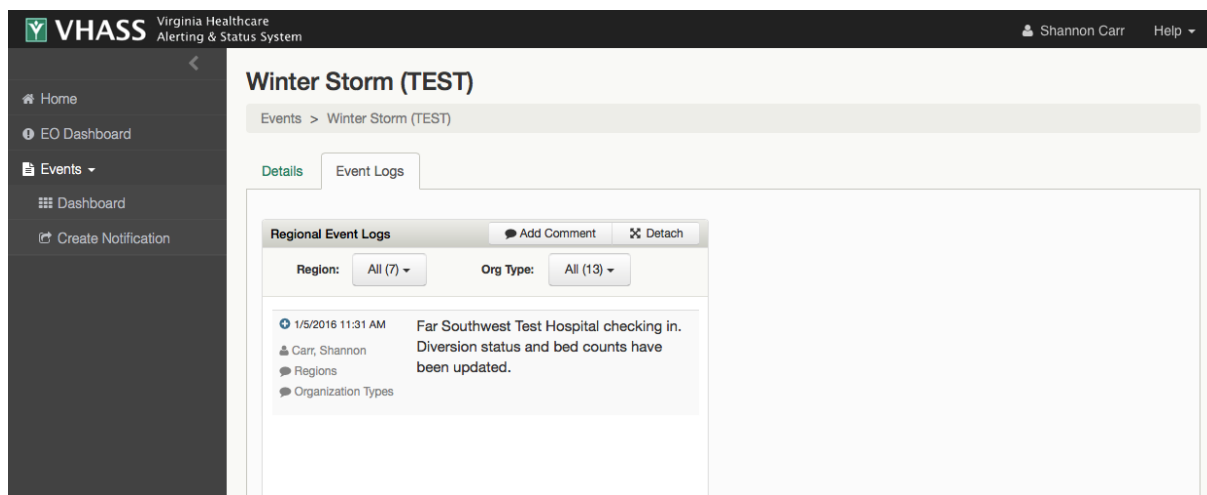 VHASS Virginia Healthcare
Alerting & Status System
Shannon Carr Help
Home
EO Dashboard
Events
Dashboard
Create Notification
Winter Storm (TEST)
Events > Winter Storm (TEST)
Details Event Logs
Regional Event Logs Add Comment Detach
Region: All (7) Org Type: All (13)
1/5/2016 11:31 AM
Carr, Shannon
Regions
Organization Types
Far Southwest Test Hospital checking in.
Diversion status and bed counts have
been updated.